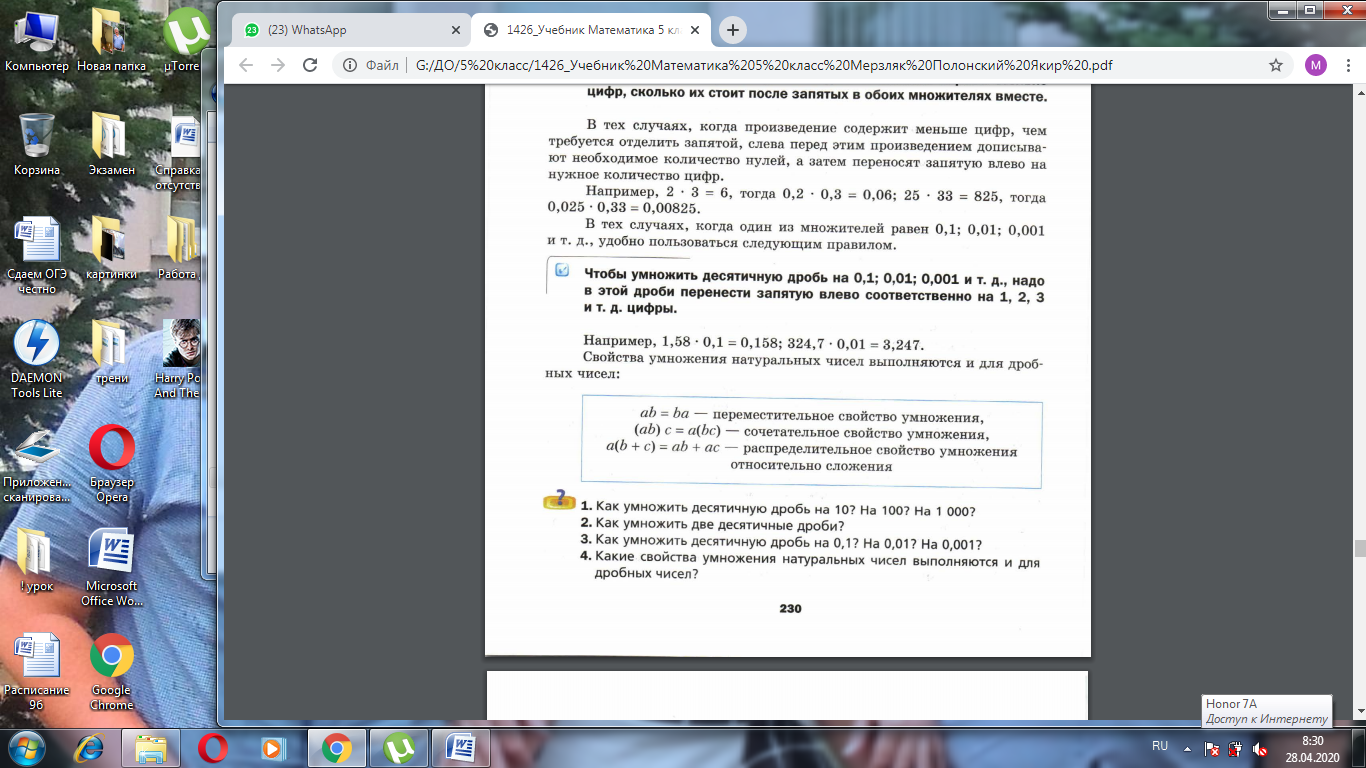 (23) WhatsApp
1426_Учебник Математика 5 кл
Файл
G:/ДО/5%20класс/1426_Учебник%20Математика%205%20класс%20Мерзляк%20Полонский%20Якир%20.pdf
M
Компьютер
Новая папка
µTorre
Корзина
Экзамен
Справка
отсутств
Сдаем ОГЭ
честно
картинки
Работа
DAEMON
Tools Lite
трени
Harry Po
And The
Приложен...
сканирова...
Браузер
Opera
! урок
Microsoft
Office Wo...
Расписание
9б
Google
Chrome
цифр, сколько их стоит после запятых в обоих множителях вместе.
В тех случаях, когда произведение содержит меньше цифр, чем
требуется отделить запятой, слева перед этим произведением дописыва-
ют необходимое количество нулей, а затем переносят запятую влево на
нужное количество цифр.
Например, 2 · 3 = 6, тогда 0,2 · 0,3 = 0,06; 25 · 33 = 825, тогда
0,025 · 0,33 = 0,00825.
В тех случаях, когда один из множителей равен 0,1; 0,01; 0,001
и т. д., удобно пользоваться следующим правилом.
Чтобы умножить десятичную дробь на 0,1; 0,01; 0,001 и т. д., надо
в этой дроби перенести запятую влево соответственно на 1, 2, 3
и т. д. цифры.
Например, 1,58 · 0,1 = 0,158; 324,7 · 0,01 = 3,247.
Свойства умножения натуральных чисел выполняются и для дроб-
ных чисел:
ab = ba — переместительное свойство умножения,
(ab) c = a(bc) — сочетательное свойство умножения,
a(b + c) = ab + ac — распределительное свойство умножения
относительно сложения
?
1. Как умножить десятичную дробь на 10? На 100? На 1 000?
2. Как умножить две десятичные дроби?
3. Как умножить десятичную дробь на 0,1? На 0,01? На 0,001?
4. Какие свойства умножения натуральных чисел выполняются и для
дробных чисел?
230
Honor 7A
Доступ к Интернету
RU
8:30
28.04.2020